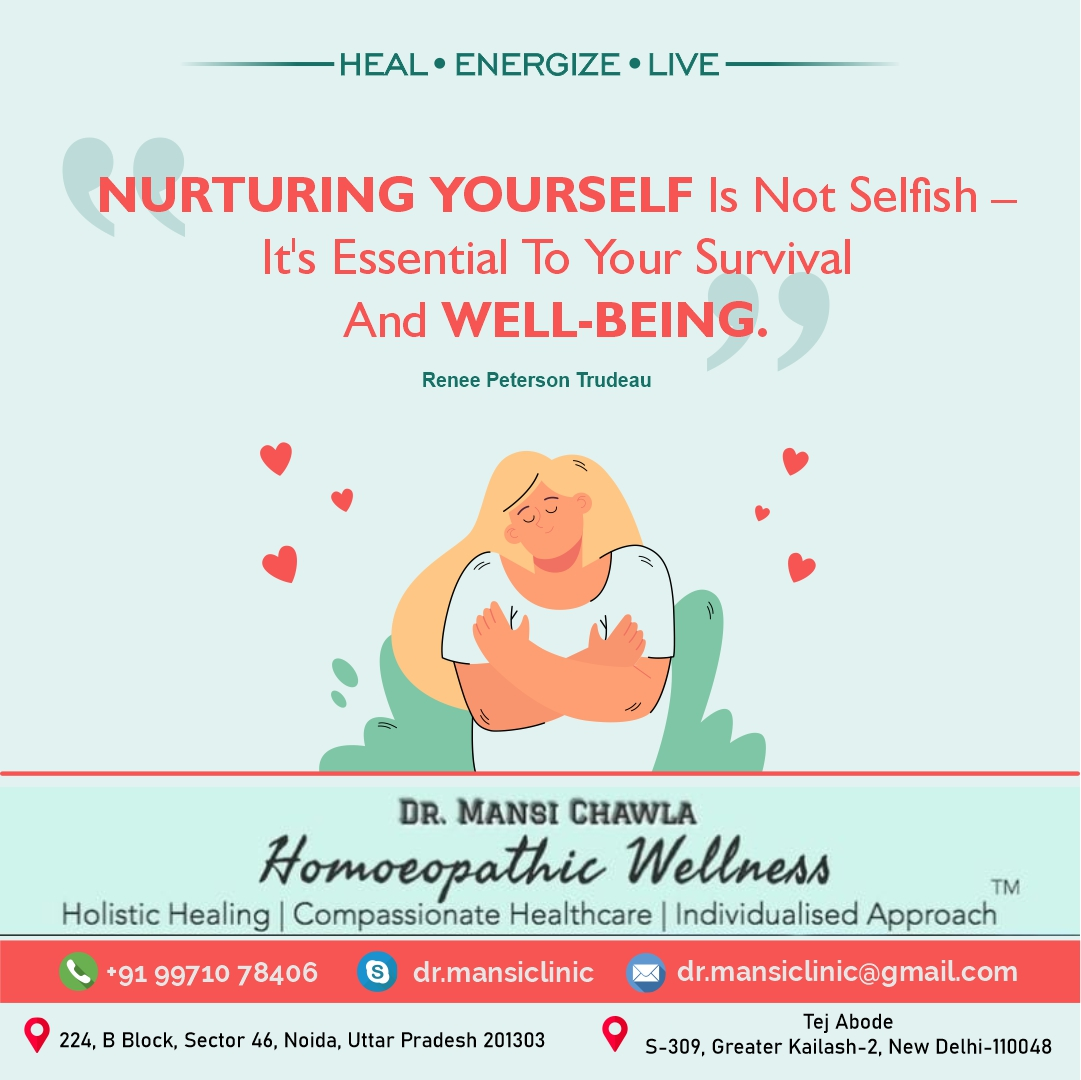 HEAL • ENERGIZE • LIVE
"NURTURING YOURSELF Is Not Selfish –
It's Essential To Your Survival
And WELL-BEING."
Renee Peterson Trudeau
DR. MANSI CHAWLA
Homoeopathic Wellness
TM
Holistic Healing | Compassionate Healthcare | Individualised Approach
+91 99710 78406 dr.mansiclinic dr.mansiclinic@gmail.com
224, B Block, Sector 46, Noida, Uttar Pradesh 201303
Tej Abode
S-309, Greater Kailash-2, New Delhi-110048